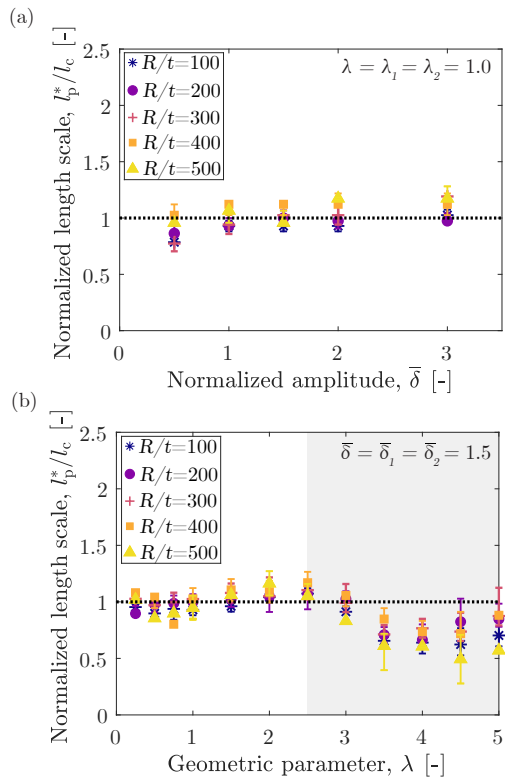 (a)
Normalized length scale, l*p/lc [-]
2.5
2
1.5
1
0.5
0
R/t=100
R/t=200
R/t=300
R/t=400
R/t=500
λ = λ1 = λ2 = 1.0
0 1 2 3
Normalized amplitude, δ̅ [-]
(b)
Normalized length scale, l*p/lc [-]
2.5
2
1.5
1
0.5
0
R/t=100
R/t=200
R/t=300
R/t=400
R/t=500
δ̅ = δ̅1 = δ̅2 = 1.5
0 1 2 3 4 5
Geometric parameter, λ [-]